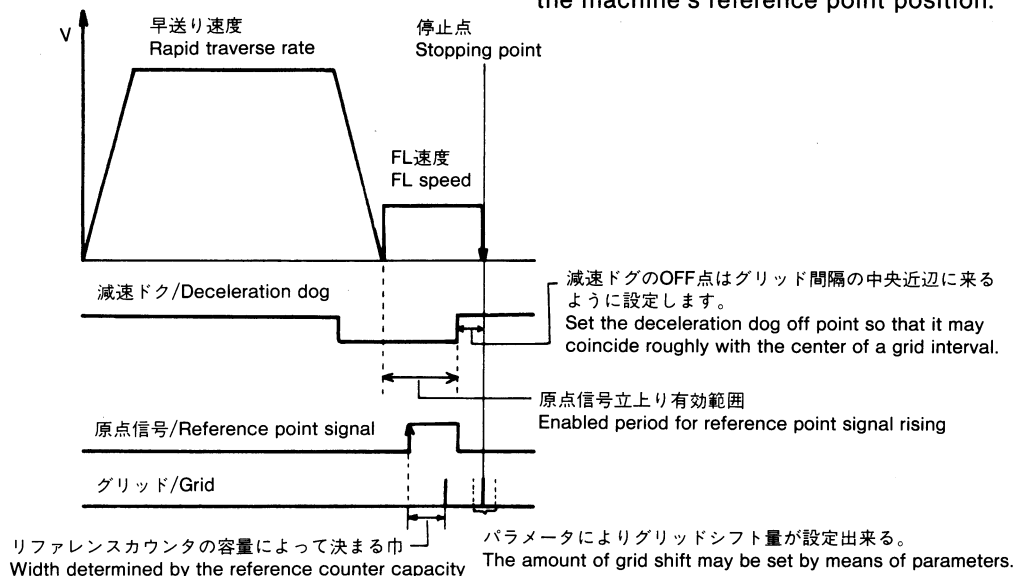 the machine's reference point position.
V
早送り速度
Rapid traverse rate
停止点
Stopping point
FL速度
FL speed
減速ドク/Deceleration dog
減速ドグのOFF点はグリッド間隔の中央近辺に来る
ように設定します。
Set the deceleration dog off point so that it may
coincide roughly with the center of a grid interval.
原点信号立上り有効範囲
Enabled period for reference point signal rising
原点信号/Reference point signal
グリッド/Grid
リファレンスカウンタの容量によって決まる巾
Width determined by the reference counter capacity
パラメータによりグリッドシフト量が設定出来る。
The amount of grid shift may be set by means of parameters.